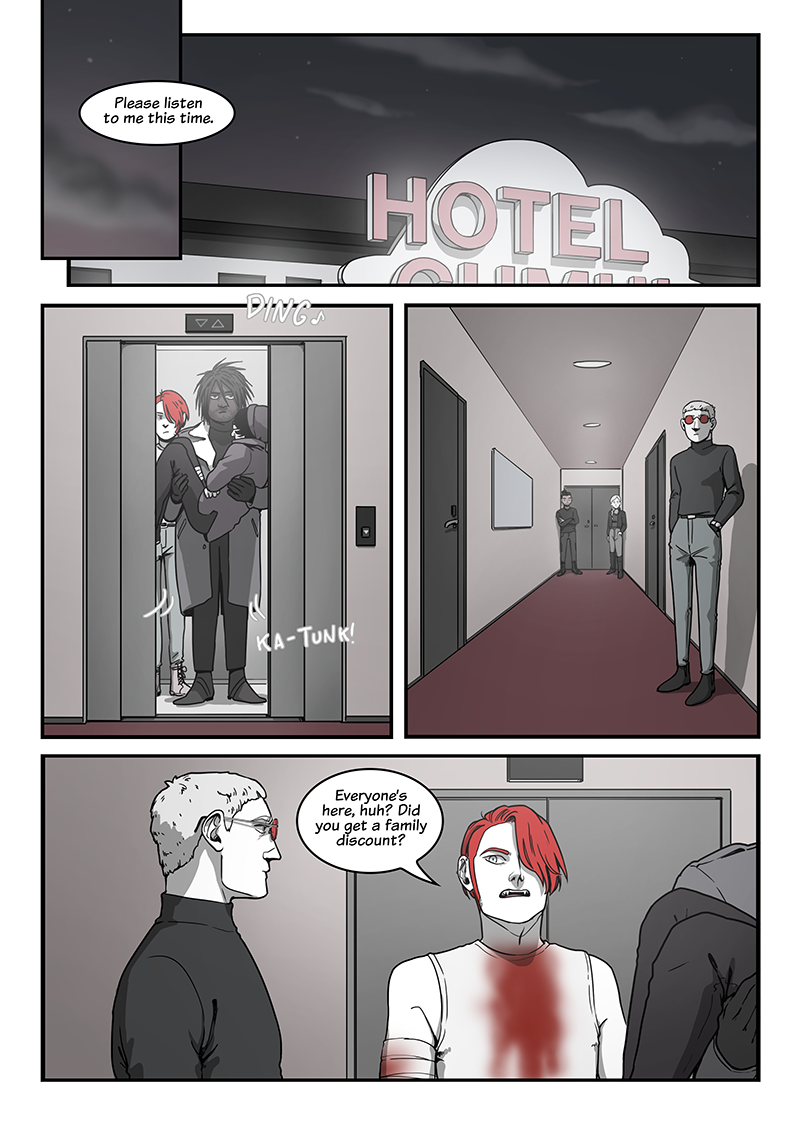 Please listen
to me this time.
HOTEL
DING♪
KA-TUNK!
Everyone's
here, huh? Did
you get a family
discount?